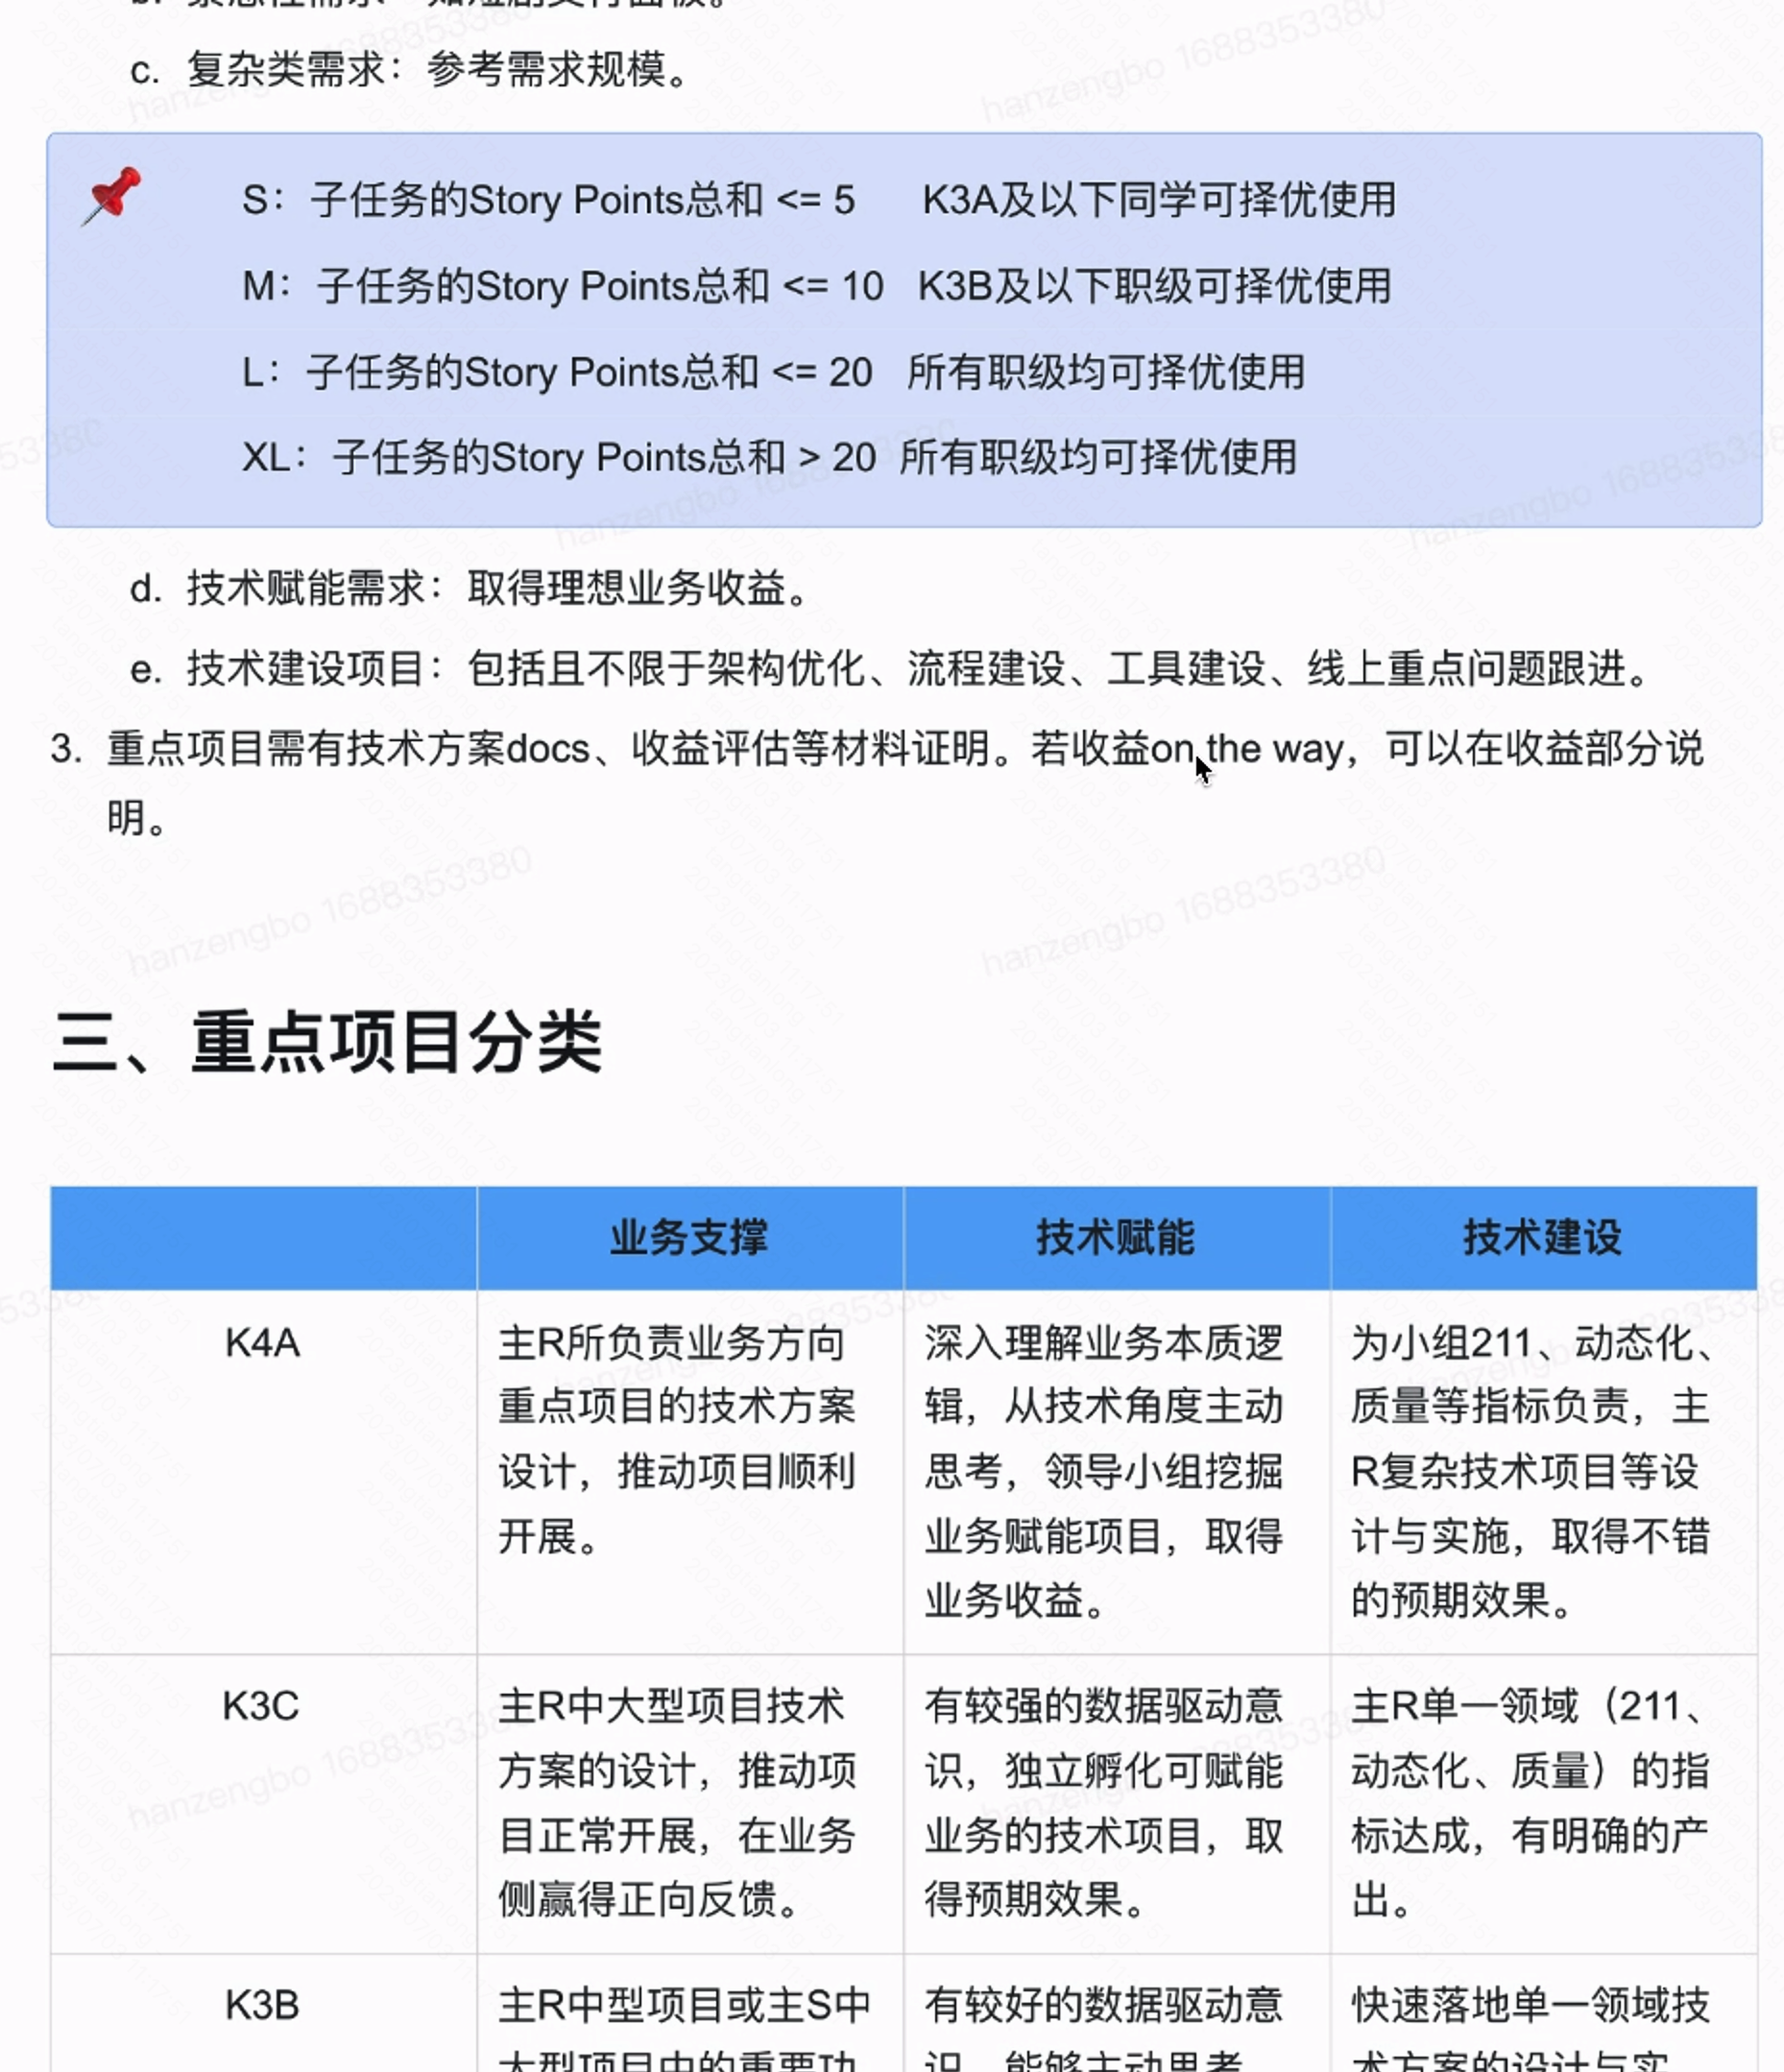 c. 复杂类需求：参考需求规模。
S：子任务的Story Points总和 <= 5 K3A及以下同学可择优使用
M：子任务的Story Points总和 <= 10 K3B及以下职级可择优使用
L：子任务的Story Points总和 <= 20 所有职级均可择优使用
XL：子任务的Story Points总和 > 20 所有职级均可择优使用
d. 技术赋能需求：取得理想业务收益。
e. 技术建设项目：包括且不限于架构优化、流程建设、工具建设、线上重点问题跟进。
3. 重点项目需有技术方案docs、收益评估等材料证明。若收益on the way，可以在收益部分说
明。
hanzengbo 1688353380
三、重点项目分类
业务支撑 技术赋能 技术建设
K4A
主R所负责业务方向
重点项目的技术方案
设计，推动项目顺利
开展。
深入理解业务本质逻
辑，从技术角度主动
思考，领导小组挖掘
业务赋能项目，取得
业务收益。
为小组211、动态化、
质量等指标负责，主
R复杂技术项目等设
计与实施，取得不错
的预期效果。
K3C
主R中大型项目技术
方案的设计，推动项
目正常开展，在业务
侧赢得正向反馈。
有较强的数据驱动意
识，独立孵化可赋能
业务的技术项目，取
得预期效果。
主R单一领域（211、
动态化、质量）的指
标达成，有明确的产
出。
K3B
主R中型项目或主S中
大型项目中的重要功
有较好的数据驱动意
识，能够主动思考
快速落地单一领域技
术方案的设计与实